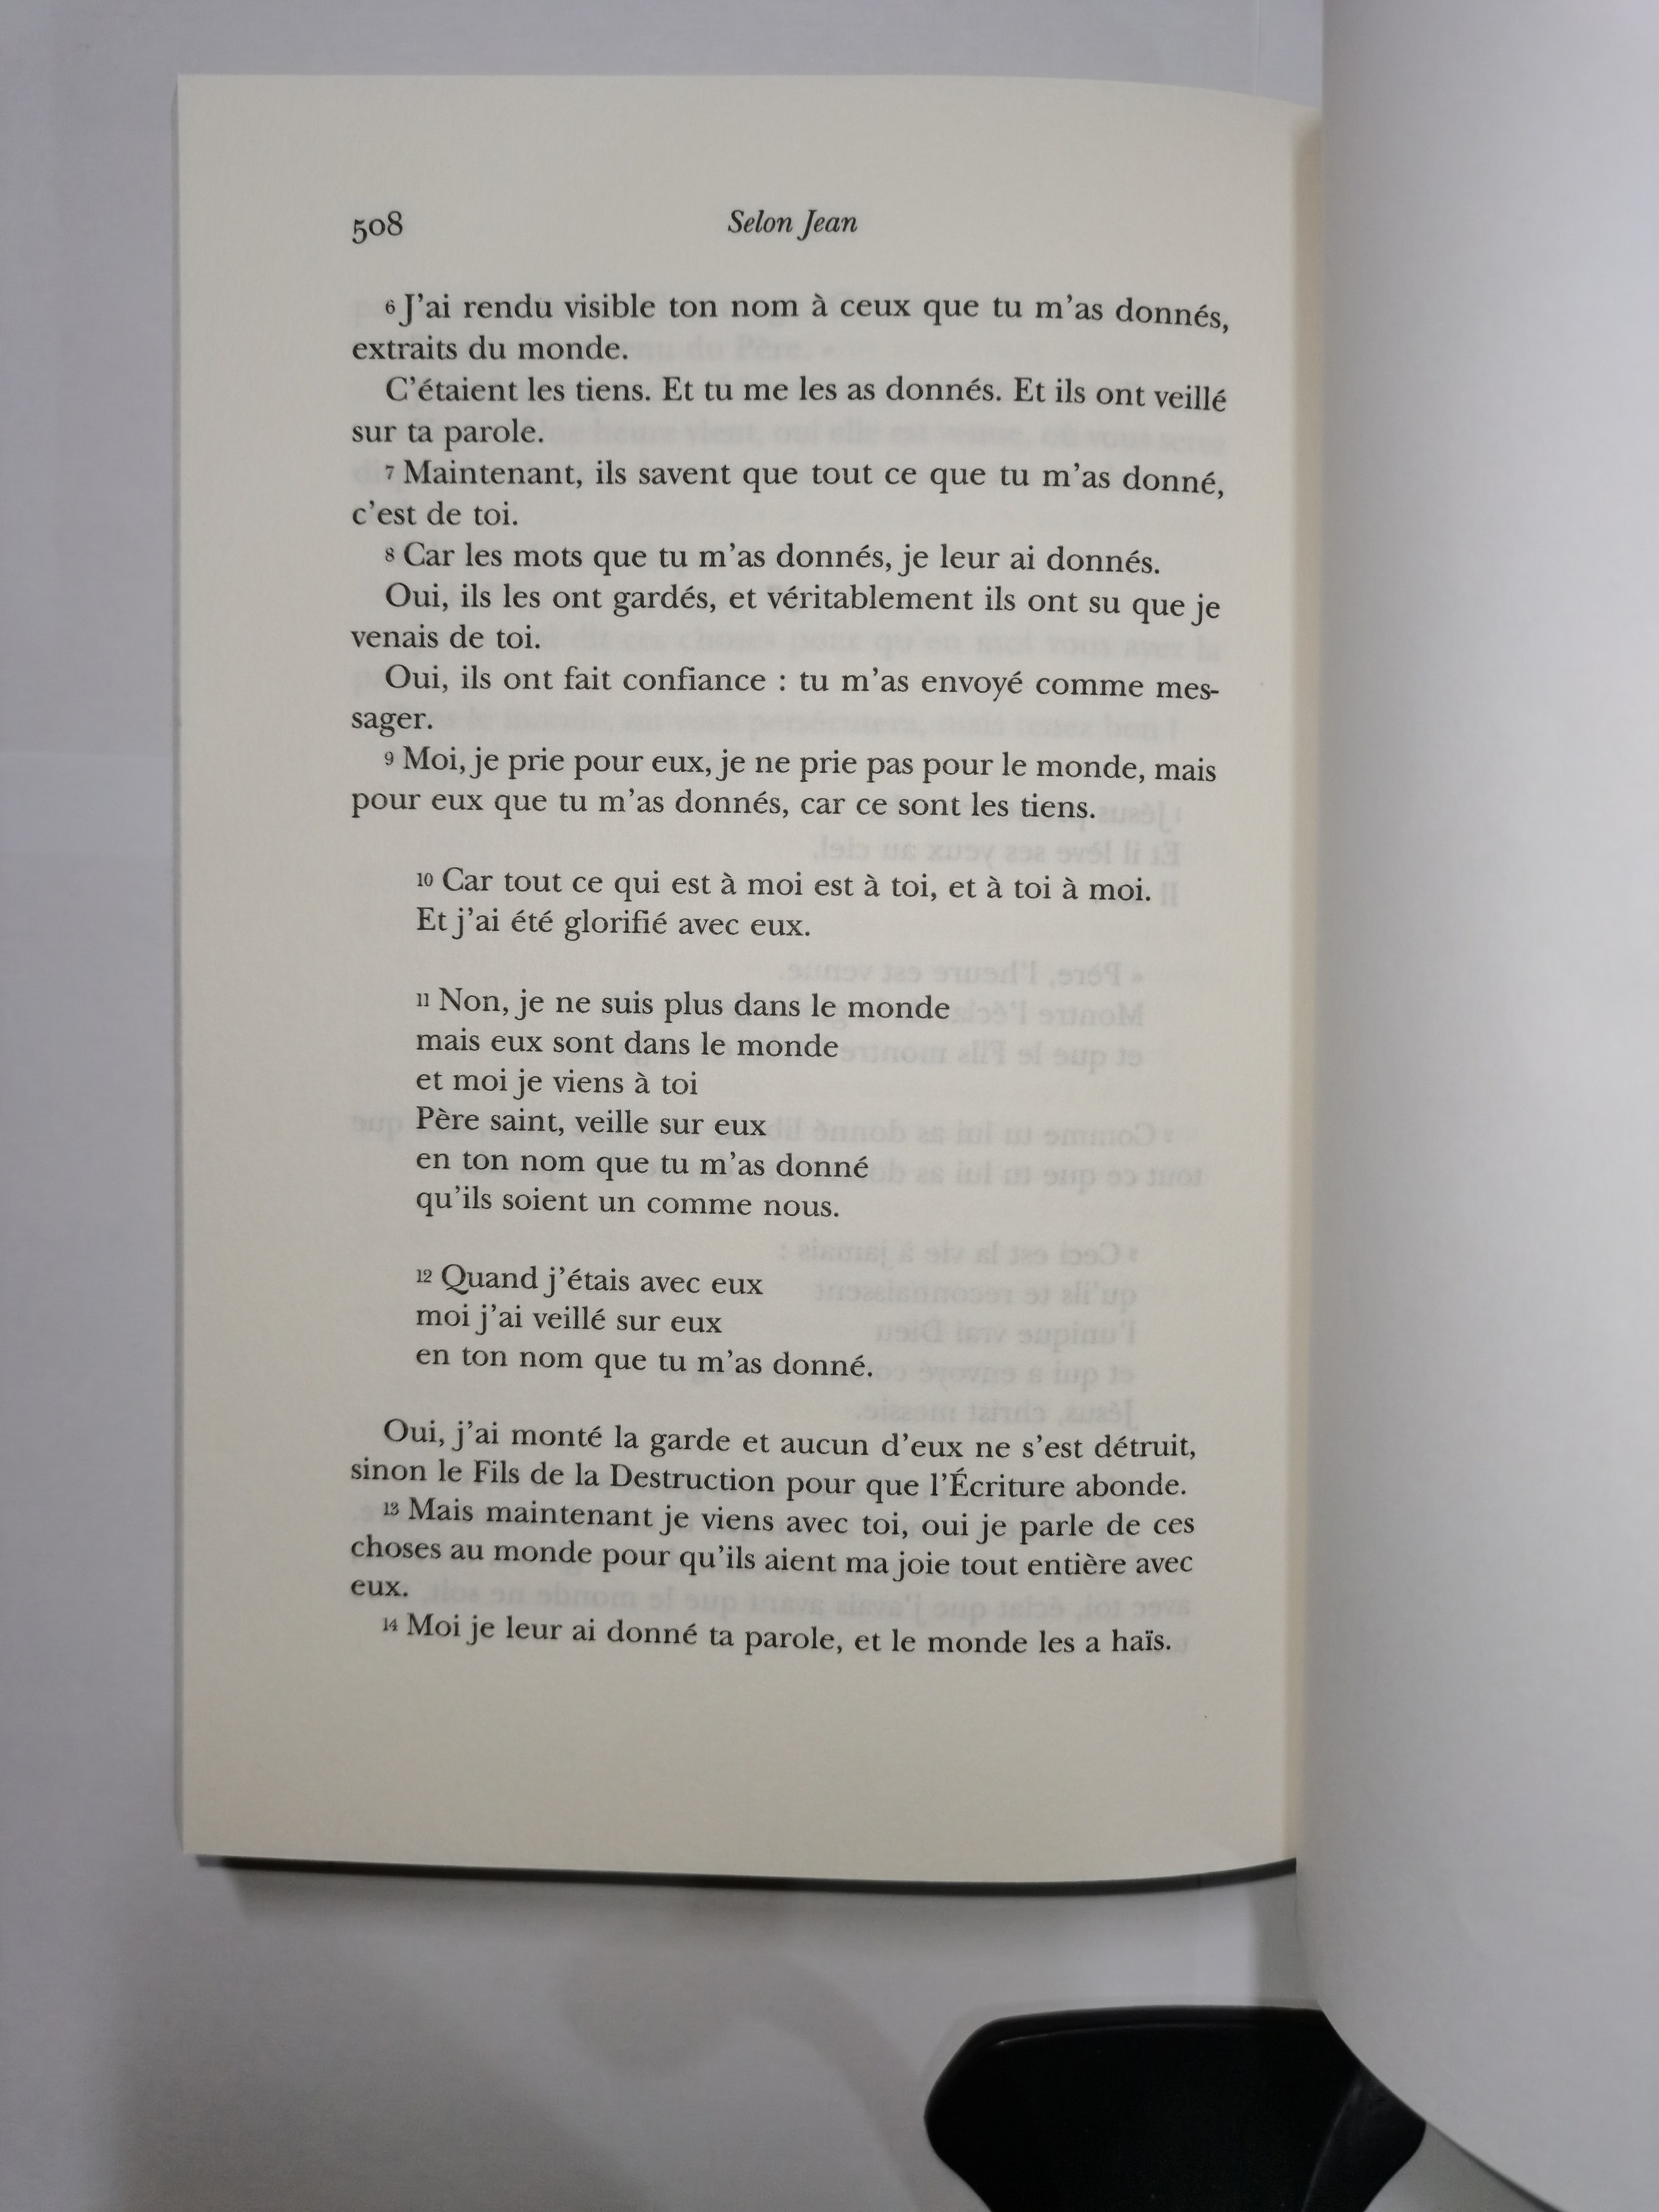 508
Selon Jean
6 J'ai rendu visible ton nom à ceux que tu m'as donnés,
extraits du monde.
C'étaient les tiens. Et tu me les as donnés. Et ils ont veillé
sur ta parole.
7 Maintenant, ils savent que tout ce que tu m'as donné,
c'est de toi.
8 Car les mots que tu m'as donnés, je leur ai donnés.
Oui, ils les ont gardés, et véritablement ils ont su que je
venais de toi.
Oui, ils ont fait confiance : tu m'as envoyé comme mes-
sager.
9 Moi, je prie pour eux, je ne prie pas pour le monde, mais
pour eux que tu m'as donnés, car ce sont les tiens.
10 Car tout ce qui est à moi est à toi, et à toi à moi.
Et j'ai été glorifié avec eux.
11 Non, je ne suis plus dans le monde
mais eux sont dans le monde
et moi je viens à toi
Père saint, veille sur eux
en ton nom que tu m'as donné
qu'ils soient un comme nous.
12 Quand j'étais avec eux
moi j'ai veillé sur eux
en ton nom que tu m'as donné.
Oui, j'ai monté la garde et aucun d'eux ne s'est détruit,
sinon le Fils de la Destruction pour que l'Écriture abonde.
13 Mais maintenant je viens avec toi, oui je parle de ces
choses au monde pour qu'ils aient ma joie tout entière avec
eux.
14 Moi je leur ai donné ta parole, et le monde les a haïs.